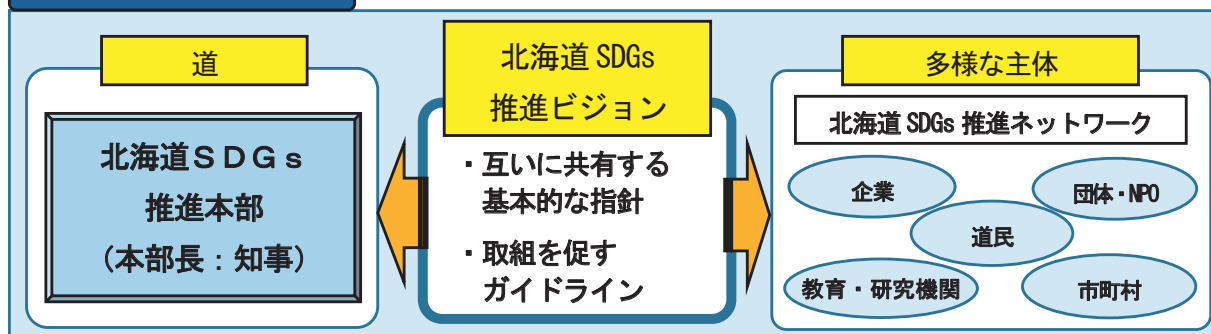 道
北海道ＳＤＧｓ
推進本部
（本部長：知事）
北海道 SDGs
推進ビジョン
・互いに共有する
基本的な指針
・取組を促す
ガイドライン
多様な主体
北海道 SDGs 推進ネットワーク
企業
団体・NPO
道民
教育・研究機関
市町村